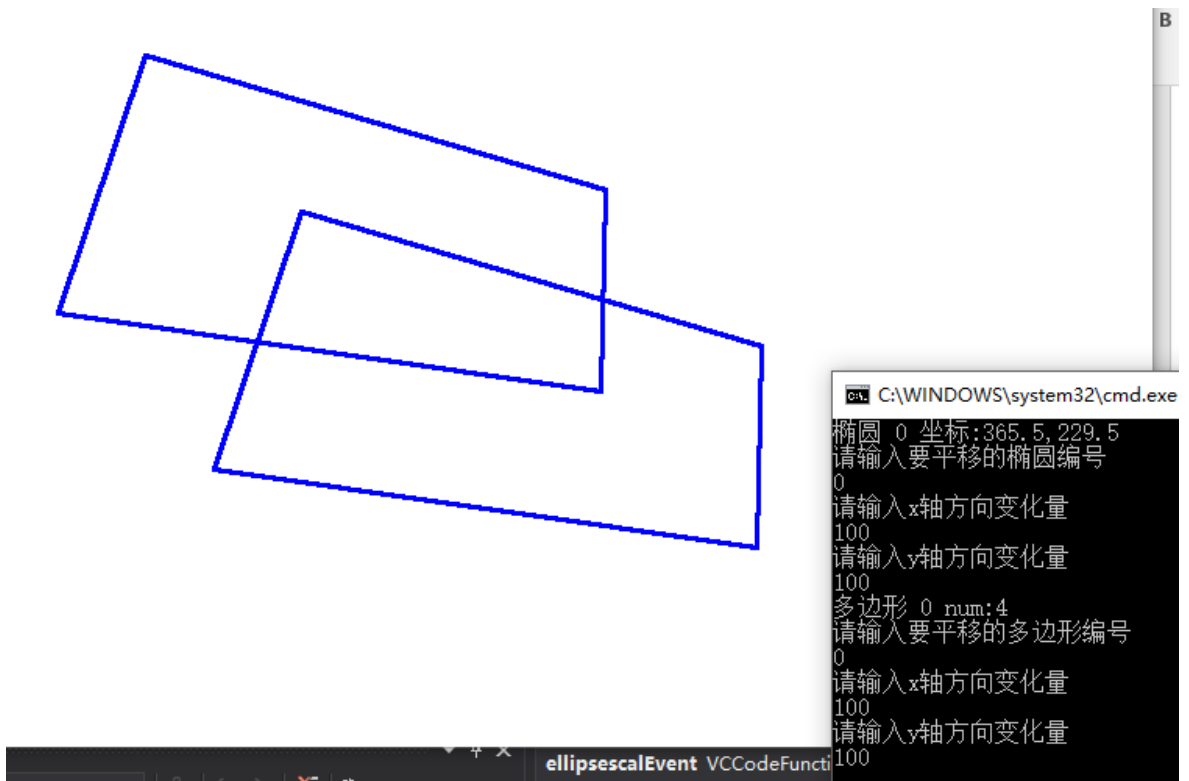 B
C:\WINDOWS\system32\cmd.exe
椭圆 0 坐标:365.5,229.5
请输入要平移的椭圆编号
0
请输入x轴方向变化量
100
请输入y轴方向变化量
100
多边形 0 num:4
请输入要平移的多边形编号
0
请输入x轴方向变化量
100
请输入y轴方向变化量
100
ellipsescalEvent VCCodeFuncti